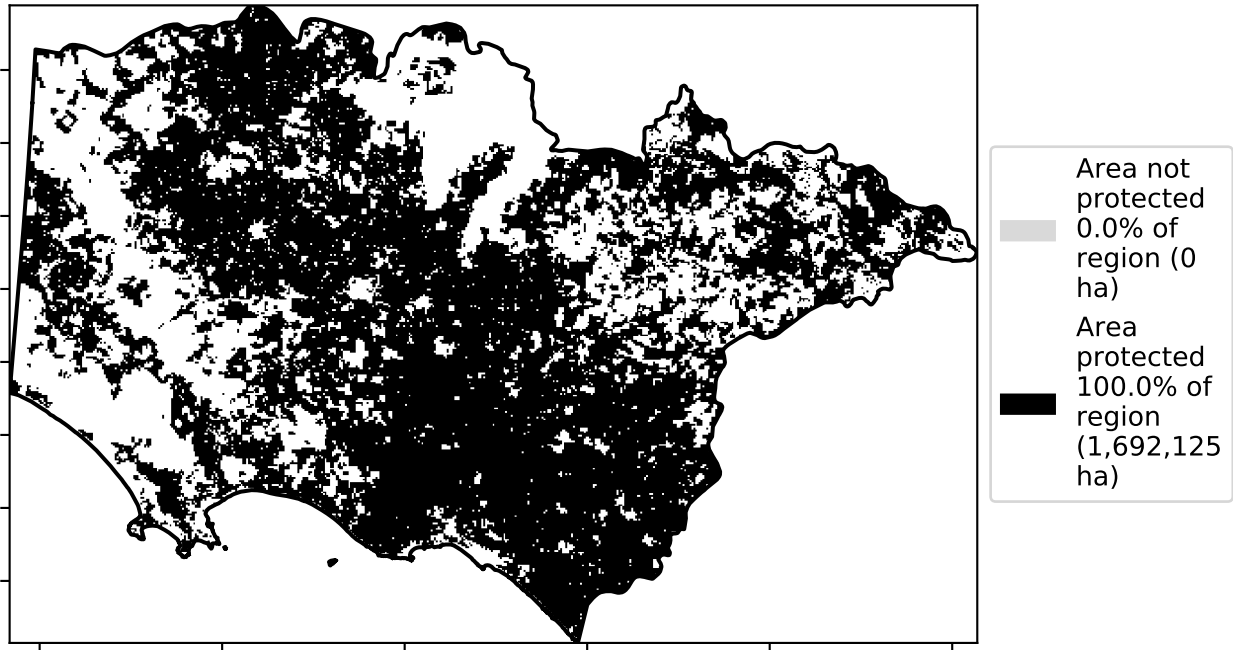 Area not
protected
0.0% of
region (0
ha)
Area
protected
100.0% of
region
(1,692,125
ha)